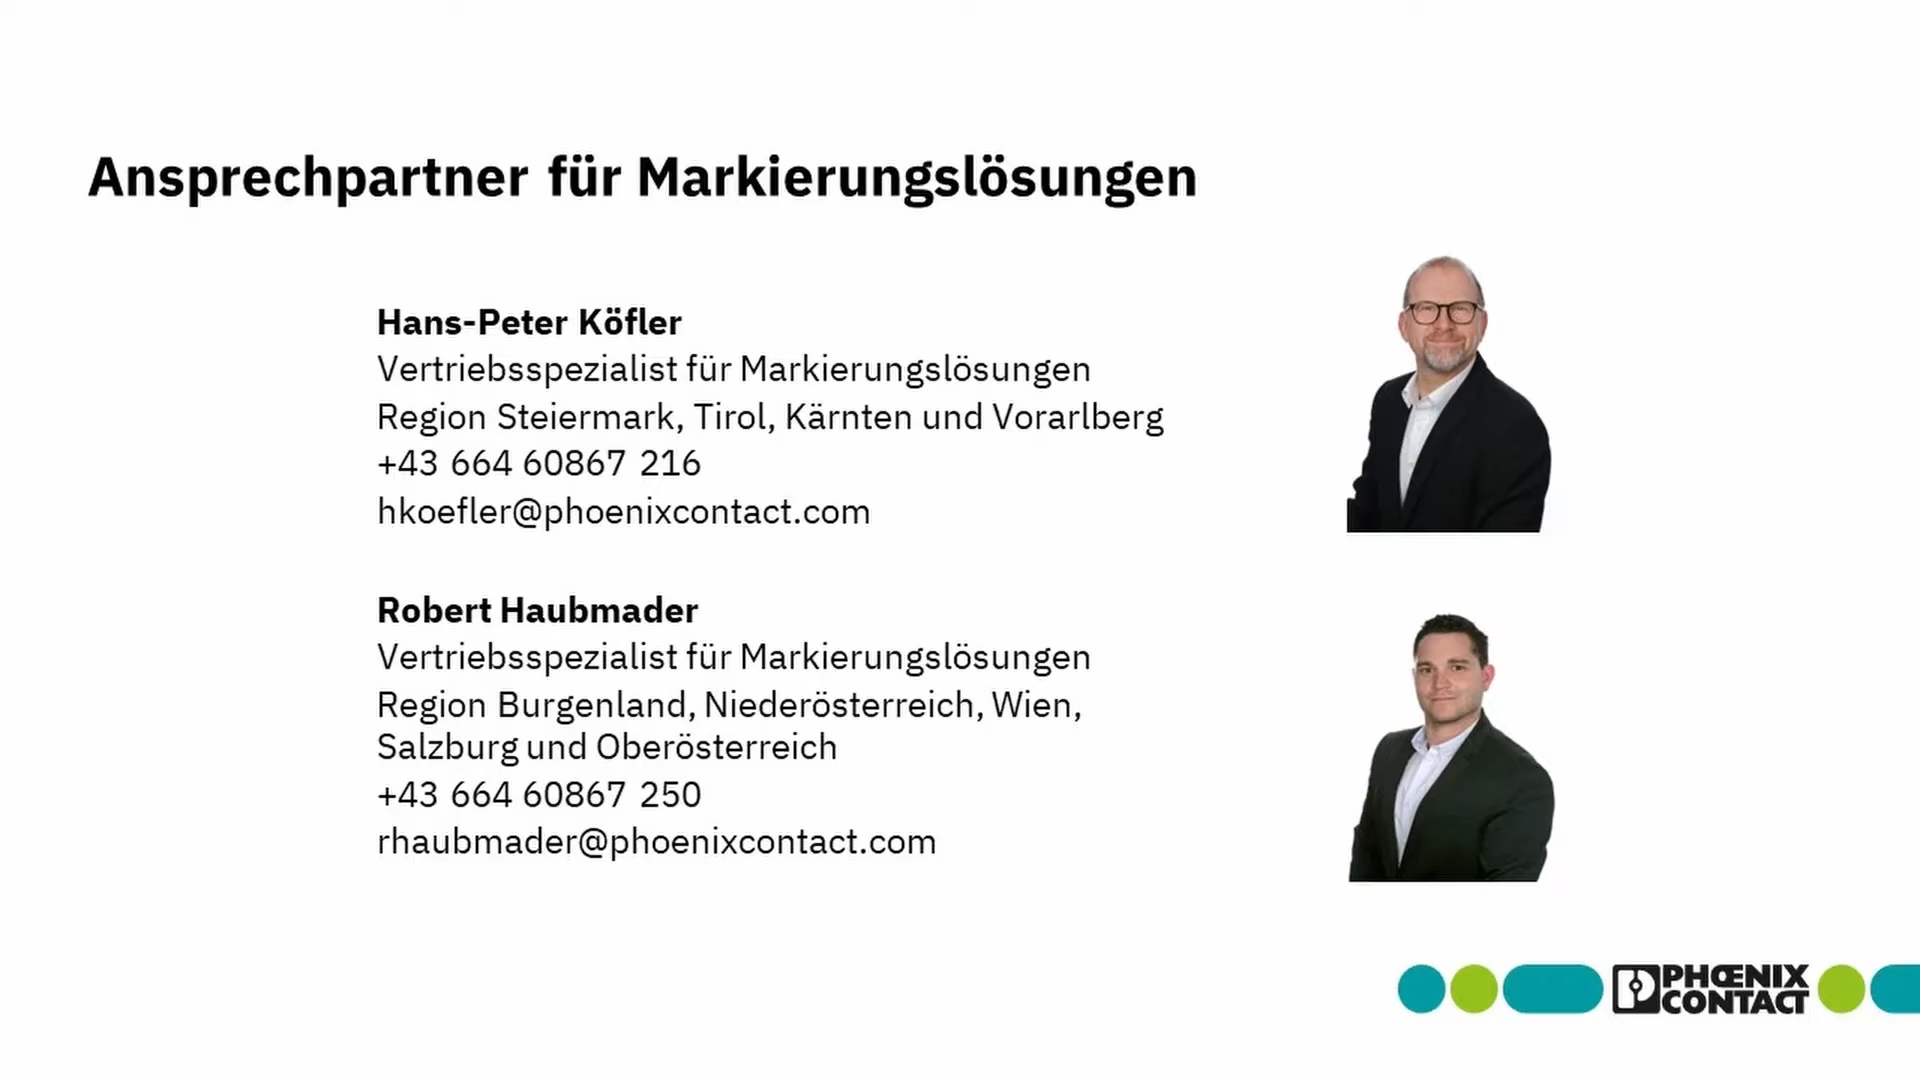 Ansprechpartner für Markierungslösungen
Hans-Peter Köfler
Vertriebsspezialist für Markierungslösungen
Region Steiermark, Tirol, Kärnten und Vorarlberg
+43 664 60867 216
hkoefler@phoenixcontact.com
Robert Haubmader
Vertriebsspezialist für Markierungslösungen
Region Burgenland, Niederösterreich, Wien,
Salzburg und Oberösterreich
+43 664 60867 250
rhaubmader@phoenixcontact.com
PHŒNIX
CONTACT